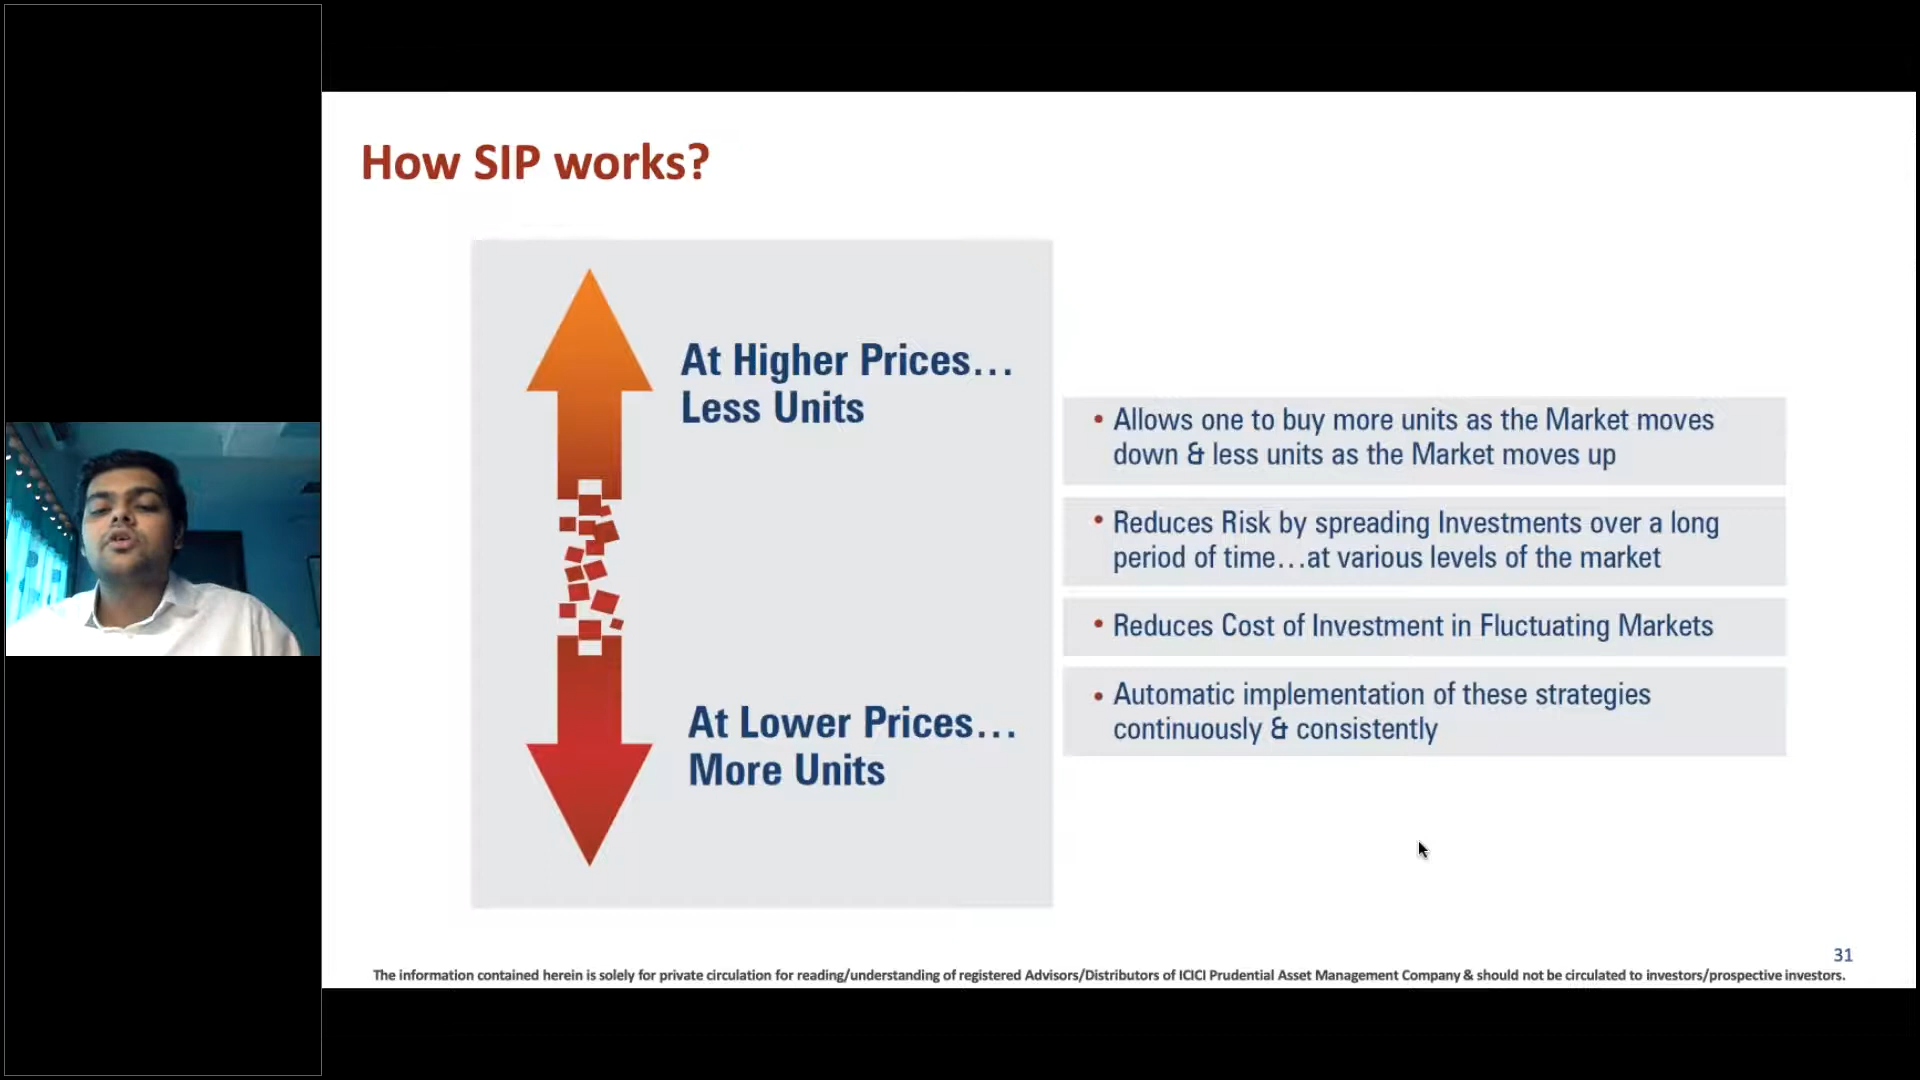 How SIP works?
At Higher Prices...
Less Units
At Lower Prices...
More Units
• Allows one to buy more units as the Market moves
down & less units as the Market moves up
• Reduces Risk by spreading Investments over a long
period of time...at various levels of the market
• Reduces Cost of Investment in Fluctuating Markets
• Automatic implementation of these strategies
continuously & consistently
31
The information contained herein is solely for private circulation for reading/understanding of registered Advisors/Distributors of ICICI Prudential Asset Management Company & should not be circulated to investors/prospective investors.